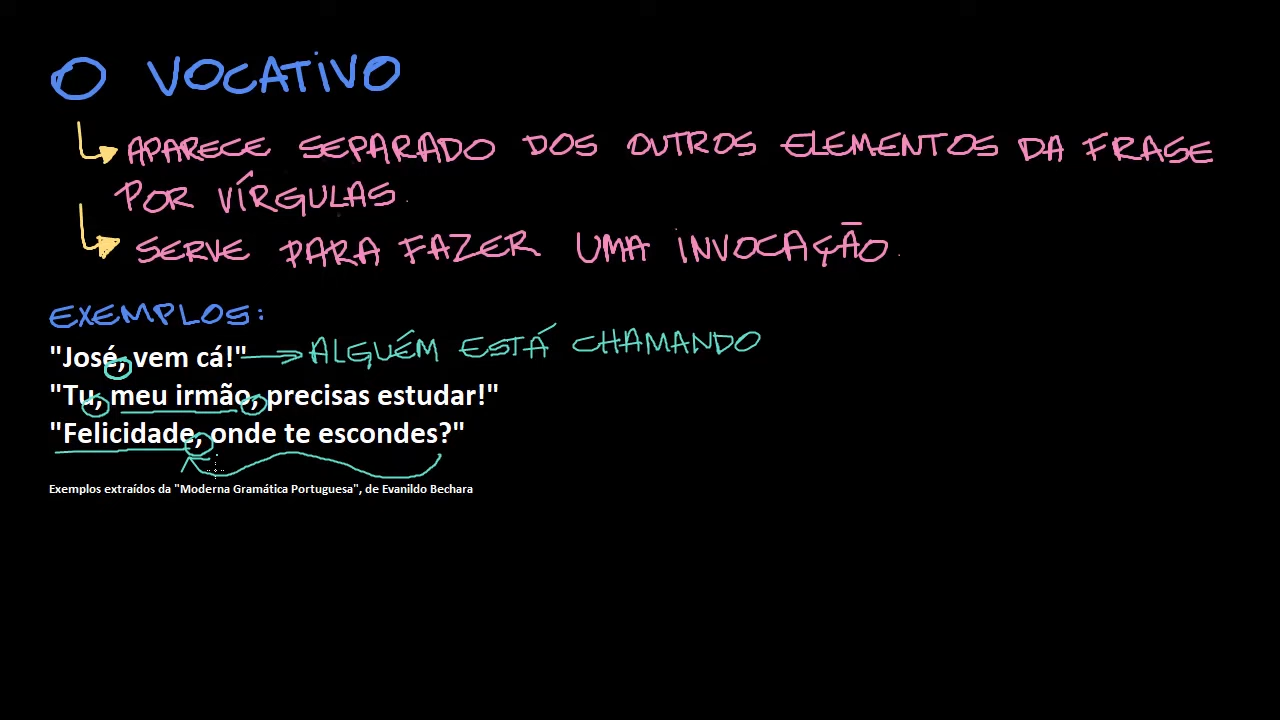 O VOCATIVO
APARECE SEPARADO DOS OUTROS ELEMENTOS DA FRASE
POR VÍRGULAS.
SERVE PARA FAZER UMA INVOCAÇÃO.
EXEMPLOS:
"José, vem cá!" ALGUÉM ESTÁ CHAMANDO
"Tu, meu irmão, precisas estudar!"
"Felicidade, onde te escondes?"
Exemplos extraídos da "Moderna Gramática Portuguesa", de Evanildo Bechara